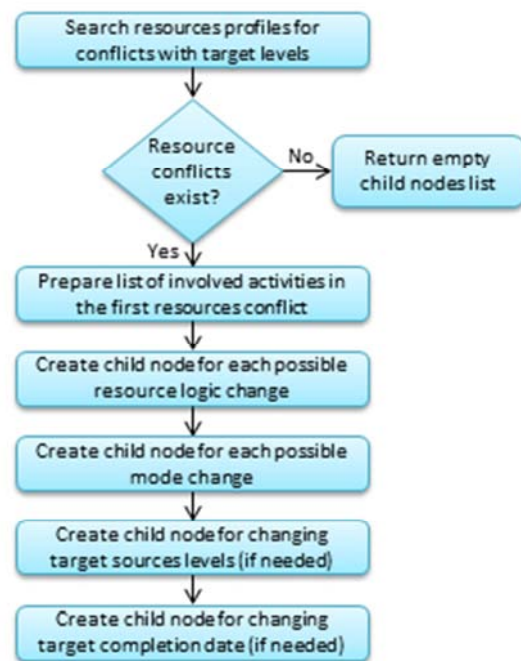 Search resources profiles for
conflicts with target levels
Resource
conflicts
exist?
No
Return empty
child nodes list
Yes
Prepare list of involved activities in
the first resources conflict
Create child node for each possible
resource logic change
Create child node for each possible
mode change
Create child node for changing
target sources levels (if needed)
Create child node for changing
target completion date (if needed)